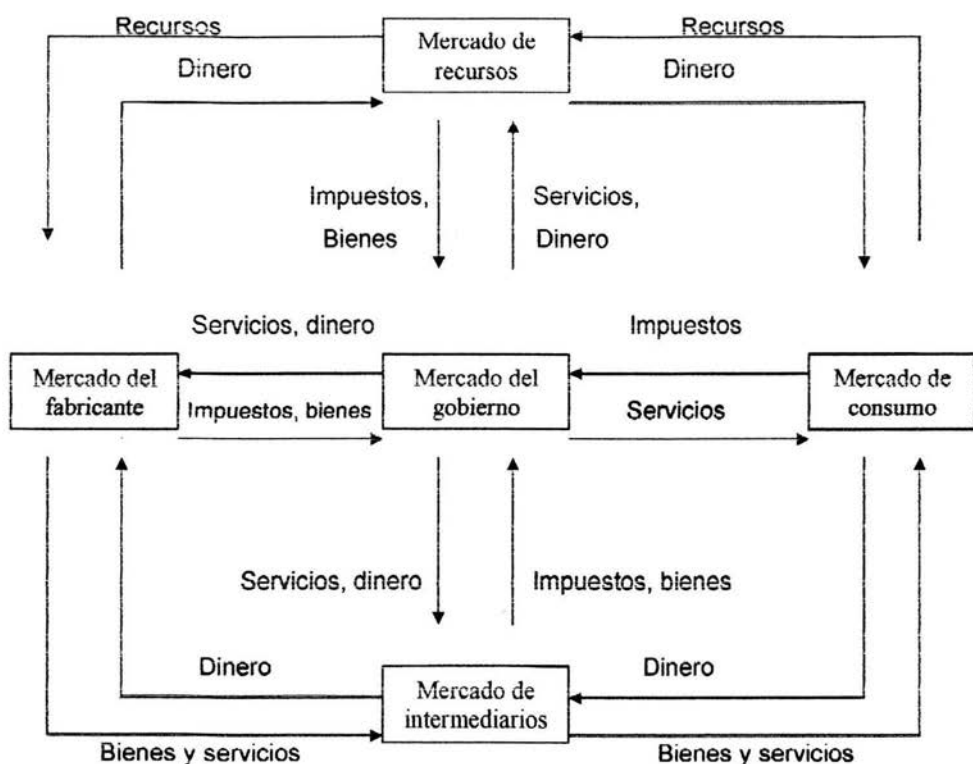 Recursos
Mercado de
recursos
Recursos
Dinero
Dinero
Impuestos,
Bienes
Servicios,
Dinero
Servicios, dinero
Impuestos
Mercado del
fabricante
Mercado del
gobierno
Mercado de
consumo
Impuestos, bienes
Servicios
Servicios, dinero
Impuestos, bienes
Dinero
Dinero
Mercado de
intermediarios
Bienes y servicios
Bienes y servicios